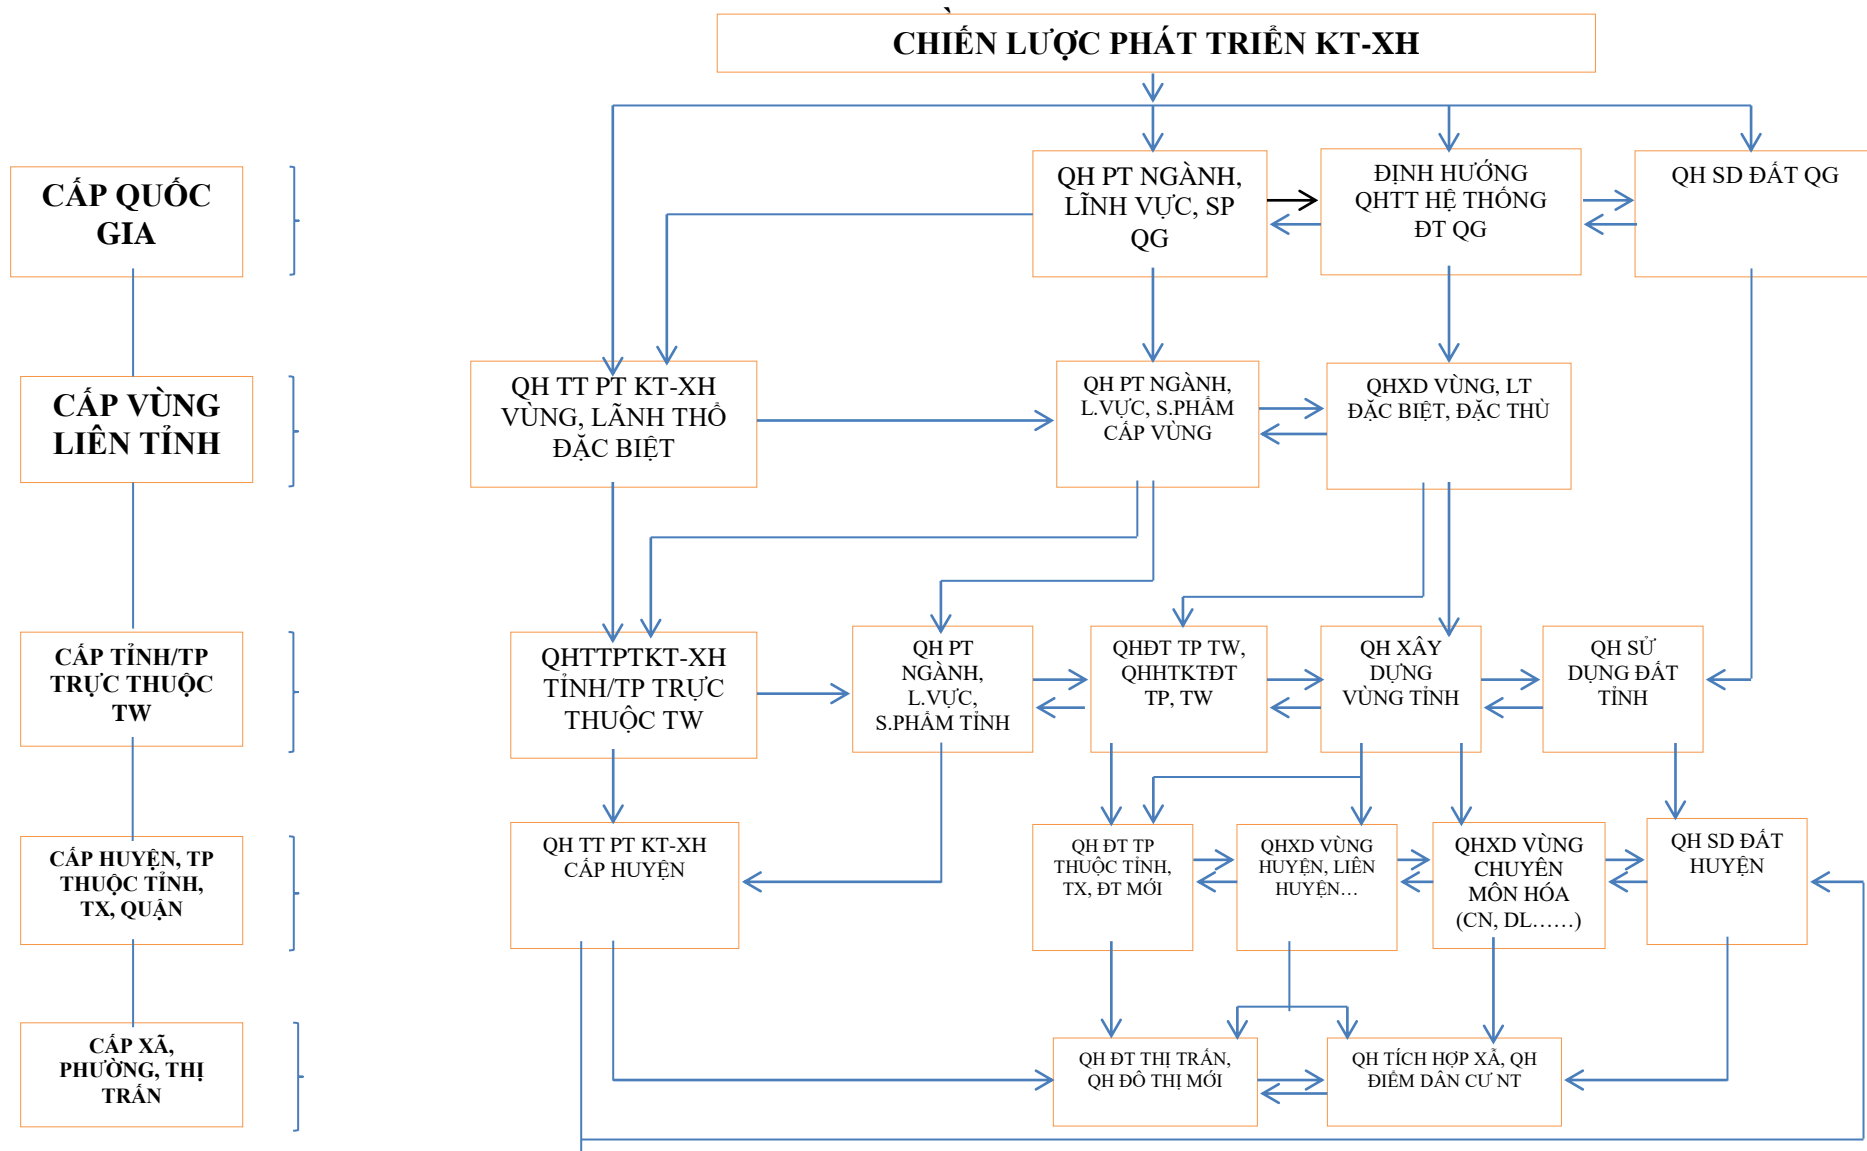 CHIẾN LƯỢC PHÁT TRIỂN KT-XH
CẤP QUỐC
GIA
QH PT NGÀNH,
LĨNH VỰC, SP
QG
ĐỊNH HƯỚNG
QHTT HỆ THỐNG
ĐT QG
QH SD ĐẤT QG
CẤP VÙNG
LIÊN TỈNH
QH TT PT KT-XH
VÙNG, LÃNH THỔ
ĐẶC BIỆT
QH PT NGÀNH,
L.VỰC, S.PHẨM
CẤP VÙNG
QHXD VÙNG, LT
ĐẶC BIỆT, ĐẶC THÙ
CẤP TỈNH/TP
TRỰC THUỘC
TW
QHTTPTKT-XH
TỈNH/TP TRỰC
THUỘC TW
QH PT
NGÀNH,
L.VỰC,
S.PHẨM TỈNH
QHĐT TP TW,
QHHTKTĐT
TP, TW
QH XÂY
DỰNG
VÙNG TỈNH
QH SỬ
DỤNG ĐẤT
TỈNH
CẤP HUYỆN, TP
THUỘC TỈNH,
TX, QUẬN
QH TT PT KT-XH
CẤP HUYỆN
QH ĐT TP
THUỘC TỈNH,
TX, ĐT MỚI
QHXD VÙNG
HUYỆN, LIÊN
HUYỆN…
QHXD VÙNG
CHUYÊN
MÔN HÓA
(CN, DL……)
QH SD ĐẤT
HUYỆN
CẤP XÃ,
PHƯỜNG, THỊ
TRẤN
QH ĐT THỊ TRẤN,
QH ĐÔ THỊ MỚI
QH TÍCH HỢP XẪ, QH
ĐIỂM DÂN CƯ NT